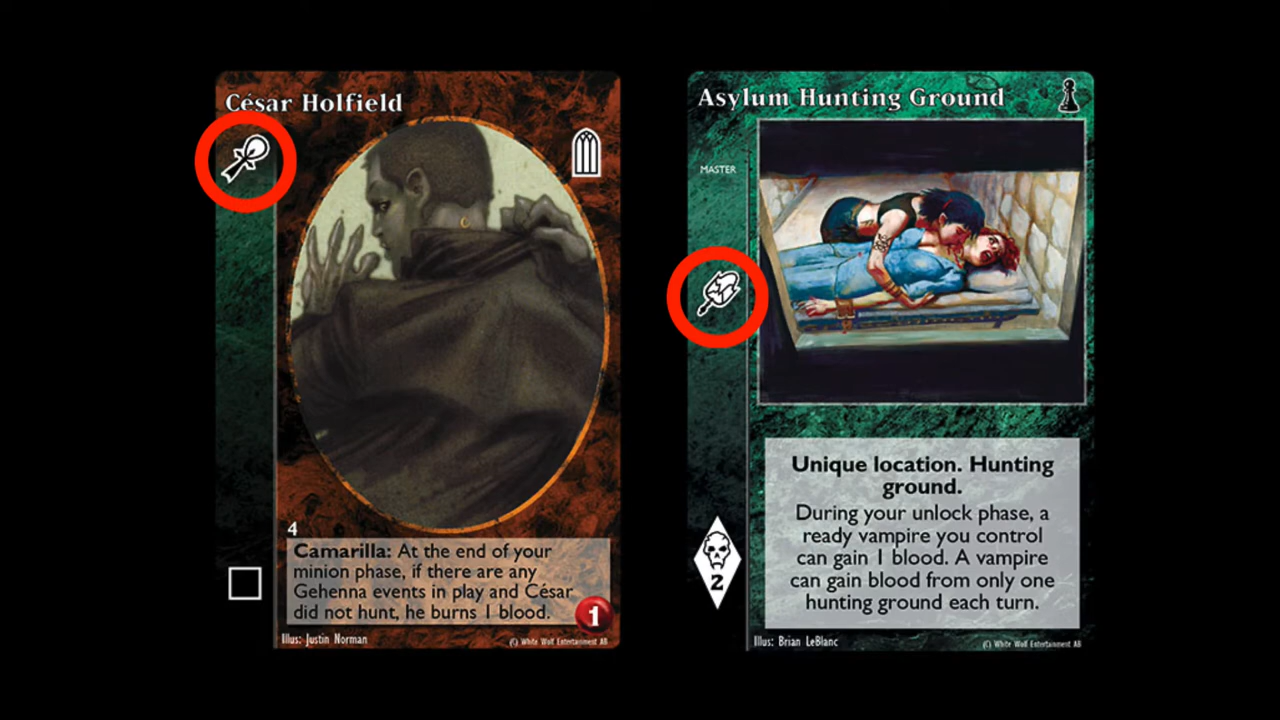 César Holfield
4
Camarilla: At the end of your
minion phase, if there are any
Gehenna events in play and César
did not hunt, he burns 1 blood.
1
Illus: Justin Norman
(C) White Wolf Entertainment AB
Asylum Hunting Ground
MASTER
2
Unique location. Hunting
ground.
During your unlock phase, a
ready vampire you control
can gain 1 blood. A vampire
can gain blood from only one
hunting ground each turn.
Illus: Brian LeBlanc
(C) White Wolf Entertainment AB